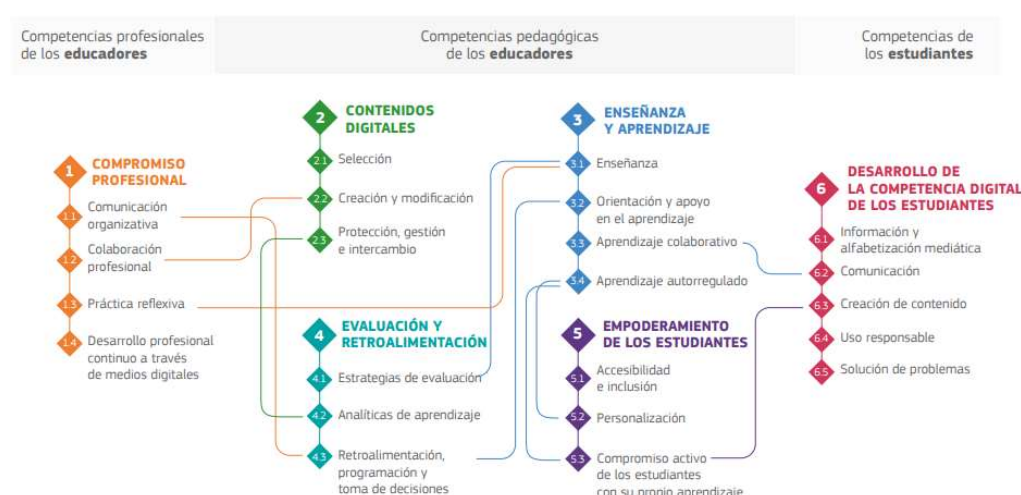 Competencias profesionales
de los educadores
Competencias pedagógicas
de los educadores
Competencias de
los estudiantes
1
COMPROMISO
PROFESIONAL
1.1
Comunicación
organizativa
1.2
Colaboración
profesional
1.3
Práctica reflexiva
1.4
Desarrollo profesional
continuo a través
de medios digitales
2
CONTENIDOS
DIGITALES
2.1
Selección
2.2
Creación y modificación
2.3
Protección, gestión
e intercambio
3
ENSEÑANZA
Y APRENDIZAJE
3.1
Enseñanza
3.2
Orientación y apoyo
en el aprendizaje
3.3
Aprendizaje colaborativo
3.4
Aprendizaje autorregulado
4
EVALUACIÓN Y
RETROALIMENTACIÓN
4.1
Estrategias de evaluación
4.2
Analíticas de aprendizaje
4.3
Retroalimentación,
programación y
toma de decisiones
5
EMPODERAMIENTO
DE LOS ESTUDIANTES
5.1
Accesibilidad
e inclusión
5.2
Personalización
5.3
Compromiso activo
de los estudiantes
con su propio aprendizaje
6
DESARROLLO DE
LA COMPETENCIA DIGITAL
DE LOS ESTUDIANTES
6.1
Información y
alfabetización mediática
6.2
Comunicación
6.3
Creación de contenido
6.4
Uso responsable
6.5
Solución de problemas